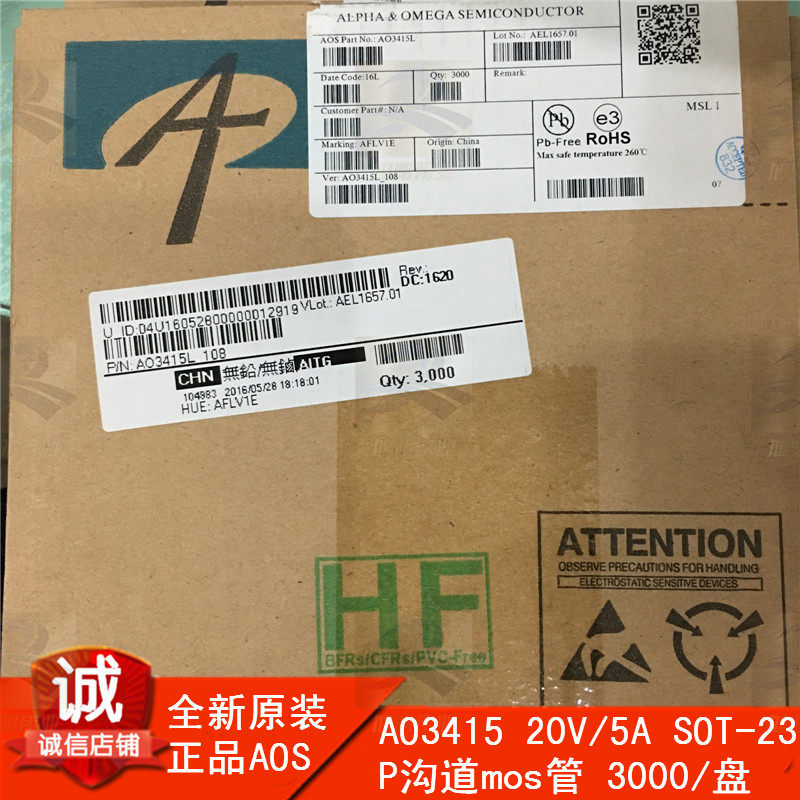 ALPHA & OMEGA SEMICONDUCTOR
AOS Part No.: AO3415L
Lot No.: AEL1657.01
Date Code:16L
Qty: 3000
Remark:
Customer Part#: N/A
Marking: AFLV1E
Origin: China
Ver: AO3415L_108
Pb
e3
Pb-Free RoHS
Max safe temperature 260℃
MSL 1
07
ACCEPTED
832
U_ID:04U16052800000012919
VLot.: AEL1657.01
Rev.:
DC:1620
P/N: AO3415L_108
CHN 無鉛/無鹵 AITG
104983 2016/05/28 18:18:01
HUE: AFLV1E
Qty: 3,000
HF
BFRs/CFRs/PVC-Free
ATTENTION
OBSERVE PRECAUTIONS FOR HANDLING
ELECTROSTATIC SENSITIVE DEVICES
诚
诚信店铺
全新原装
正品AOS
AO3415 20V/5A SOT-23
P沟道mos管 3000/盘